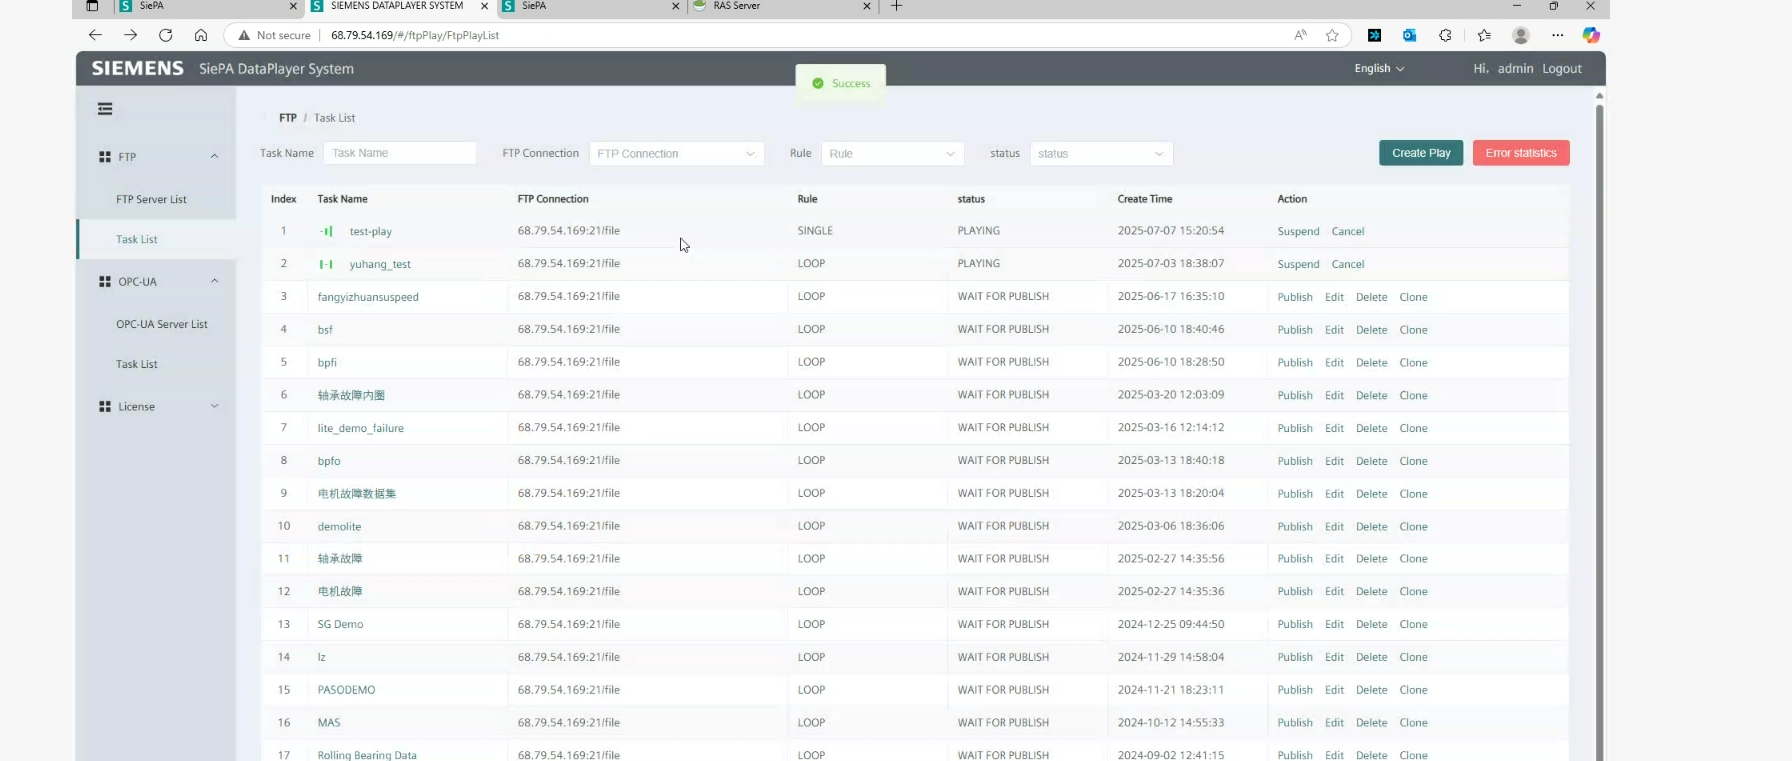 SiePA
SIEMENS DATAPLAYER SYSTEM
SiePA
RAS Server
Not secure
68.79.54.169/#/ftpPlay/FtpPlayList
SIEMENS SiePA DataPlayer System
Success
English
Hi, admin Logout
FTP / Task List
FTP
FTP Server List
Task List
OPC-UA
OPC-UA Server List
Task List
License
Task Name Task Name FTP Connection FTP Connection Rule Rule status status Create Play Error statistics
Index Task Name FTP Connection Rule status Create Time Action
1 test-play 68.79.54.169:21/file SINGLE PLAYING 2025-07-07 15:20:54 Suspend Cancel
2 yuhang_test 68.79.54.169:21/file LOOP PLAYING 2025-07-03 18:38:07 Suspend Cancel
3 fangyizhuansuspeed 68.79.54.169:21/file LOOP WAIT FOR PUBLISH 2025-06-17 16:35:10 Publish Edit Delete Clone
4 bsf 68.79.54.169:21/file LOOP WAIT FOR PUBLISH 2025-06-10 18:40:46 Publish Edit Delete Clone
5 bpfi 68.79.54.169:21/file LOOP WAIT FOR PUBLISH 2025-06-10 18:28:50 Publish Edit Delete Clone
6 轴承故障内圈 68.79.54.169:21/file LOOP WAIT FOR PUBLISH 2025-03-20 12:03:09 Publish Edit Delete Clone
7 lite_demo_failure 68.79.54.169:21/file LOOP WAIT FOR PUBLISH 2025-03-16 12:14:12 Publish Edit Delete Clone
8 bpfo 68.79.54.169:21/file LOOP WAIT FOR PUBLISH 2025-03-13 18:40:18 Publish Edit Delete Clone
9 电机故障数据集 68.79.54.169:21/file LOOP WAIT FOR PUBLISH 2025-03-13 18:20:04 Publish Edit Delete Clone
10 demolite 68.79.54.169:21/file LOOP WAIT FOR PUBLISH 2025-03-06 18:36:06 Publish Edit Delete Clone
11 轴承故障 68.79.54.169:21/file LOOP WAIT FOR PUBLISH 2025-02-27 14:35:56 Publish Edit Delete Clone
12 电机故障 68.79.54.169:21/file LOOP WAIT FOR PUBLISH 2025-02-27 14:35:36 Publish Edit Delete Clone
13 SG Demo 68.79.54.169:21/file LOOP WAIT FOR PUBLISH 2024-12-25 09:44:50 Publish Edit Delete Clone
14 lz 68.79.54.169:21/file LOOP WAIT FOR PUBLISH 2024-11-29 14:58:04 Publish Edit Delete Clone
15 PASODEMO 68.79.54.169:21/file LOOP WAIT FOR PUBLISH 2024-11-21 18:23:11 Publish Edit Delete Clone
16 MAS 68.79.54.169:21/file LOOP WAIT FOR PUBLISH 2024-10-12 14:55:33 Publish Edit Delete Clone
17 Rolling Bearing Data 68.79.54.169:21/file LOOP WAIT FOR PUBLISH 2024-09-02 12:41:15 Publish Edit Delete Clone